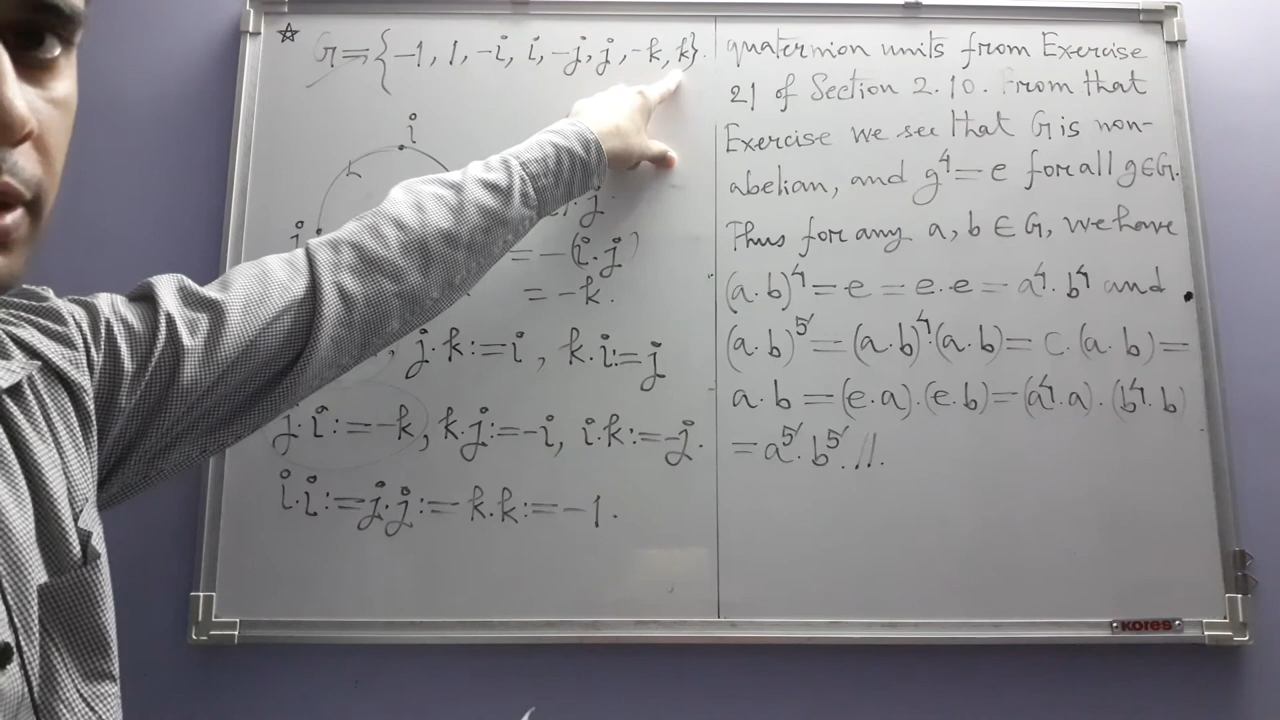 ☆ G={-1, 1, -i, i, -j, j, -k, k}.
i
j
= -(i.j)
= -k.
, j.k:=i, k.i:=j
j.i:=-k, k.j:=-i, i.k:=-j.
i.i:=j.j:=k.k:=-1.
quaternion units from Exercise
21 of Section 2.10. From that
Exercise we see that G is non-
abelian, and g⁴=e for all g∈G.
Thus for any a, b ∈ G, we have
(a.b)⁴=e=e.e=a⁴.b⁴ and
(a.b)⁵=(a.b)⁴.(a.b)=e.(a.b)=
a.b=(e.a).(e.b)=(a⁴.a).(b⁴.b)
=a⁵.b⁵.//.
KORES